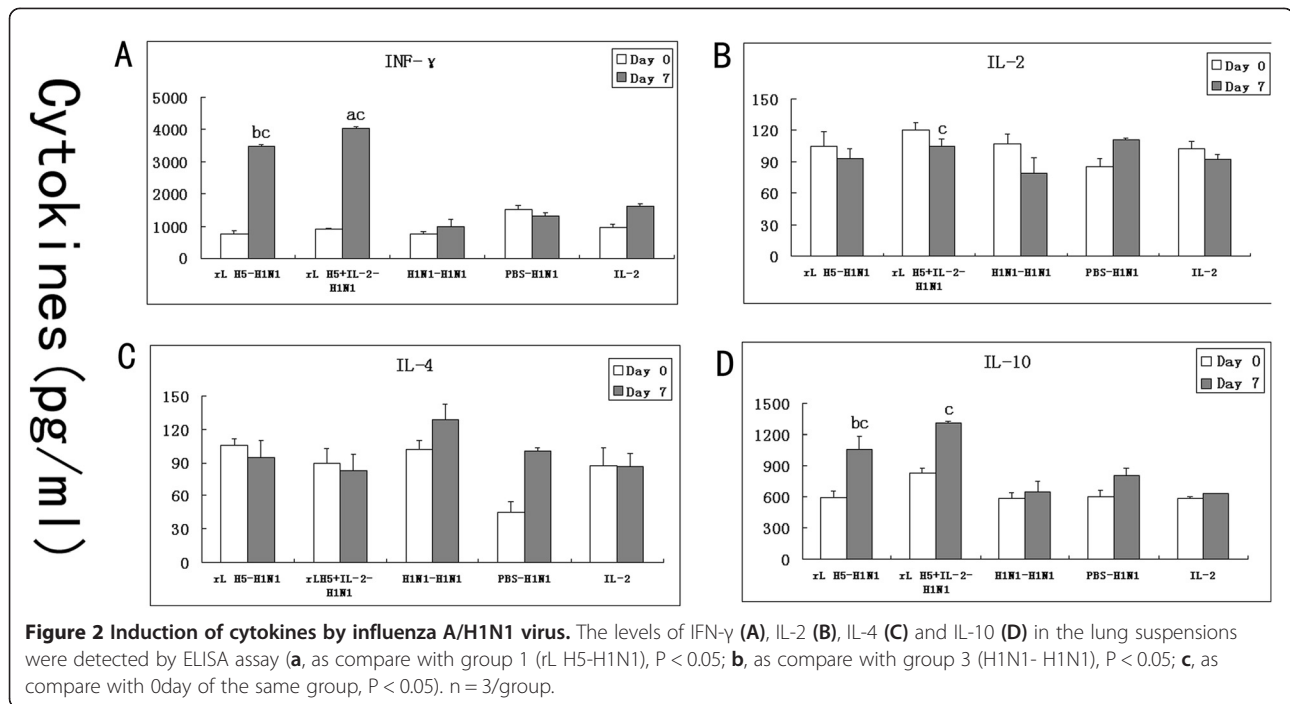 Cytokines(pg/ml)
A
INF-ɣ
Day 0
Day 7
5000
4000
3000
2000
1000
0
bc
ac
rL H5-H1N1
rL H5+IL-2-
H1N1
H1N1-H1N1
PBS-H1N1
IL-2
B
IL-2
Day 0
Day 7
150
120
90
60
30
0
c
rL H5-H1N1
rL H5+IL-2-
H1N1
H1N1-H1N1
PBS-H1N1
IL-2
C
IL-4
Day 0
Day 7
150
120
90
60
30
0
rL H5-H1N1
rLH5+IL-2-
H1N1
H1N1-H1N1
PBS-H1N1
IL-2
D
IL-10
Day 0
Day 7
1500
1200
900
600
300
0
bc
c
rL H5-H1N1
rL H5+IL-2-
H1N1
H1N1-H1N1
PBS-H1N1
IL-2
Figure 2 Induction of cytokines by influenza A/H1N1 virus. The levels of IFN-γ (A), IL-2 (B), IL-4 (C) and IL-10 (D) in the lung suspensions
were detected by ELISA assay (a, as compare with group 1 (rL H5-H1N1), P < 0.05; b, as compare with group 3 (H1N1- H1N1), P < 0.05; c, as
compare with 0day of the same group, P < 0.05). n = 3/group.